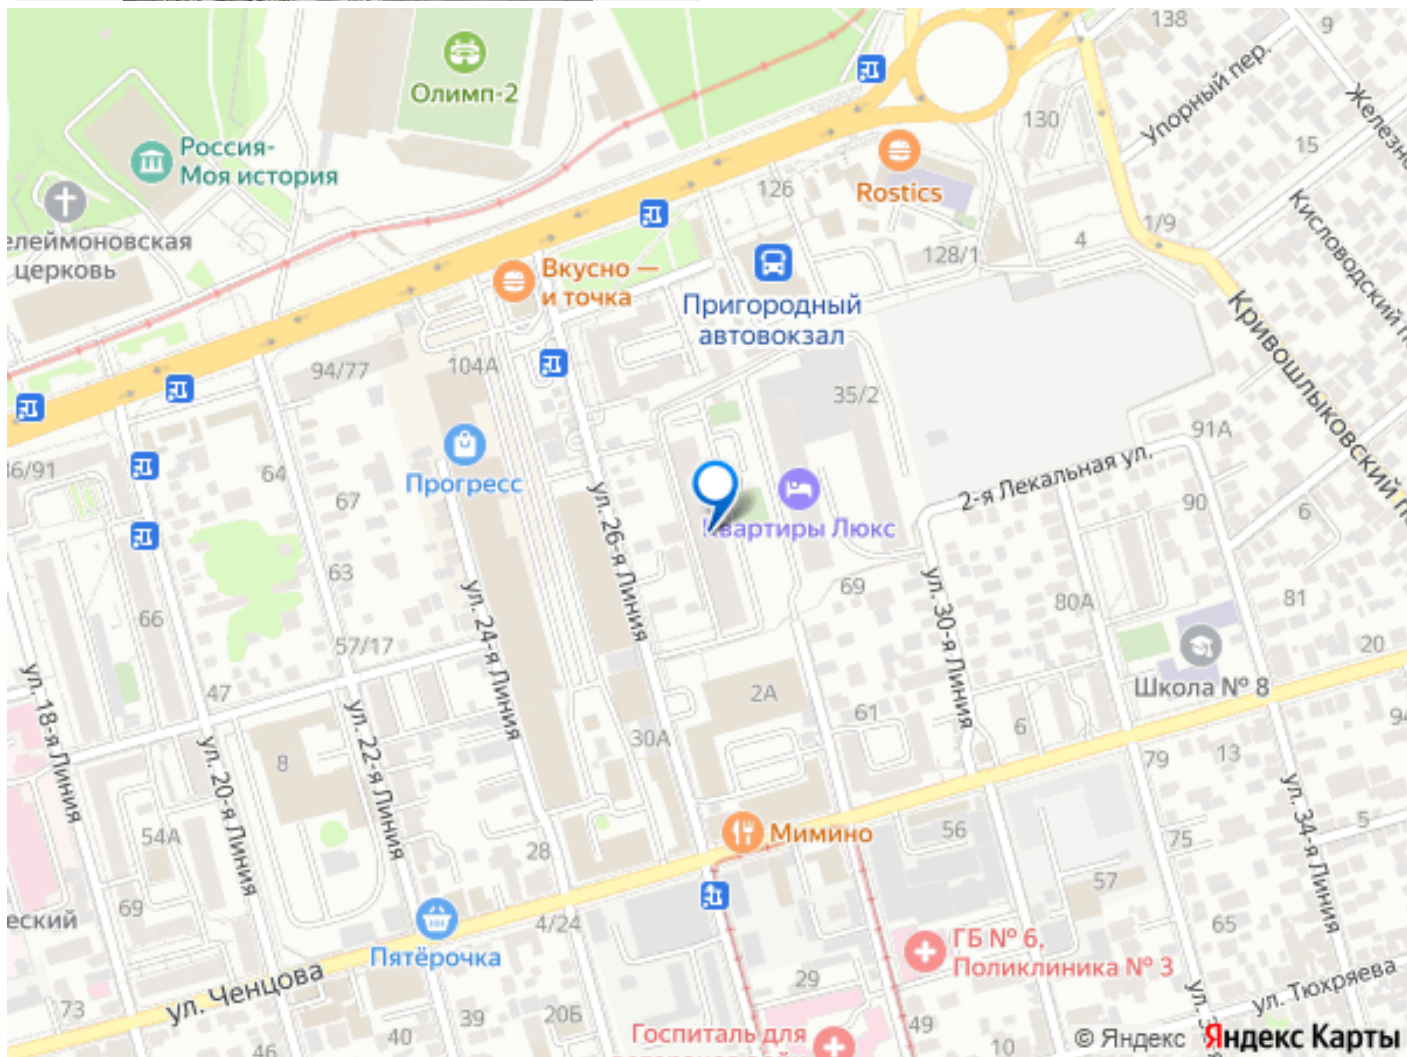 138
9
Упорный пер.
Олимп-2
130
Россия-
Моя история
15
Rostics
126
Кисловодский п
1/9
4
елеймоновская
церковь
128/1
Вкусно —
и точка
Пригородный
автовокзал
Кривошлыковский п
94/77
104А
35/2
91А
2-я Лекальная ул.
64
67
Прогресс
ул. 26-я Линия
Квартиры Люкс
90
6
63
ул. 24-я Линия
69
ул. 30-я Линия
80А
81
66
57/17
20
47
2А
Школа № 8
ул. 18-я Линия
ул. 22-я Линия
61
6
30А
8
ул. 20-я Линия
79
13
ул. 34-я Линия
54А
28
Мимино
56
75
5
57
69
еский
4/24
65
Пятёрочка
ГБ № 6,
Поликлиника № 3
ул. Ченцова
29
ул. Тюхряева
73
39
20Б
40
46
Госпиталь для
49
10
© Яндекс Яндекс Карты